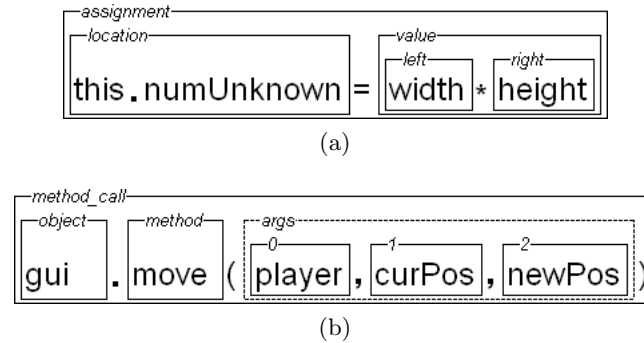 assignment
location
value
left
right
this.numUnknown = width * height
(a)
method_call
object
method
args
0
1
2
gui . move ( player , curPos , newPos )
(b)